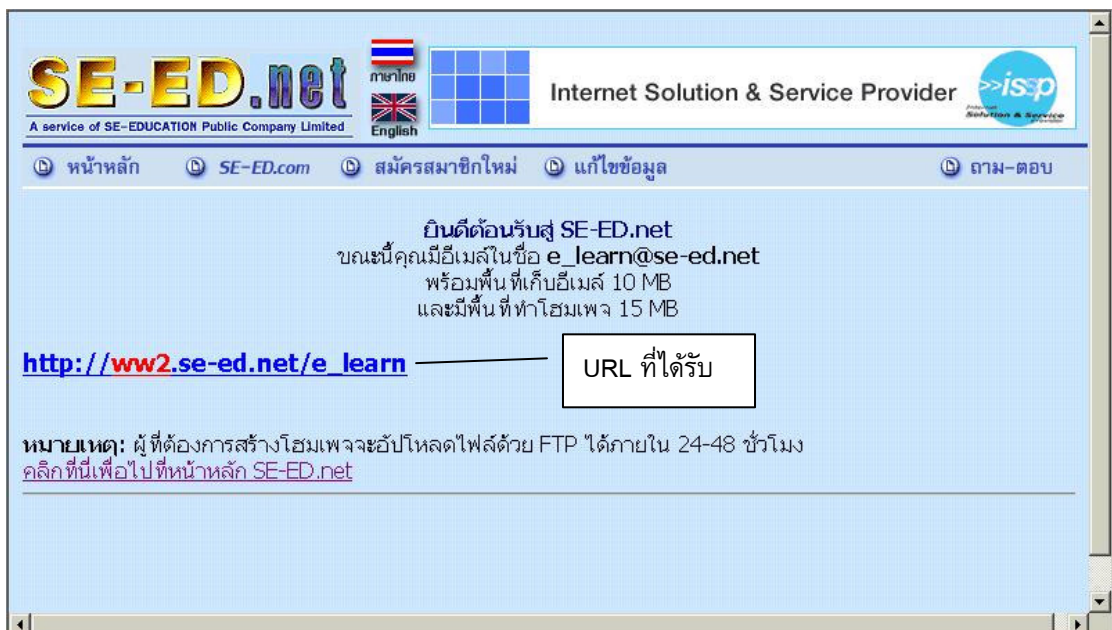 SE-ED.net
A service of SE-EDUCATION Public Company Limited
ภาษาไทย
English
Internet Solution & Service Provider
>>issp
Internet
Solution & Service
Provider
หน้าหลัก
SE-ED.com
สมัครสมาชิกใหม่
แก้ไขข้อมูล
ถาม-ตอบ
ยินดีต้อนรับสู่ SE-ED.net
ขณะนี้คุณมีอีเมล์ในชื่อ e_learn@se-ed.net
พร้อมพื้นที่เก็บอีเมล์ 10 MB
และมีพื้นที่ทำโฮมเพจ 15 MB
http://ww2.se-ed.net/e_learn
URL ที่ได้รับ
หมายเหตุ: ผู้ที่ต้องการสร้างโฮมเพจจะอัปโหลดไฟล์ด้วย FTP ได้ภายใน 24-48 ชั่วโมง
คลิกที่นี่เพื่อไปที่หน้าหลัก SE-ED.net